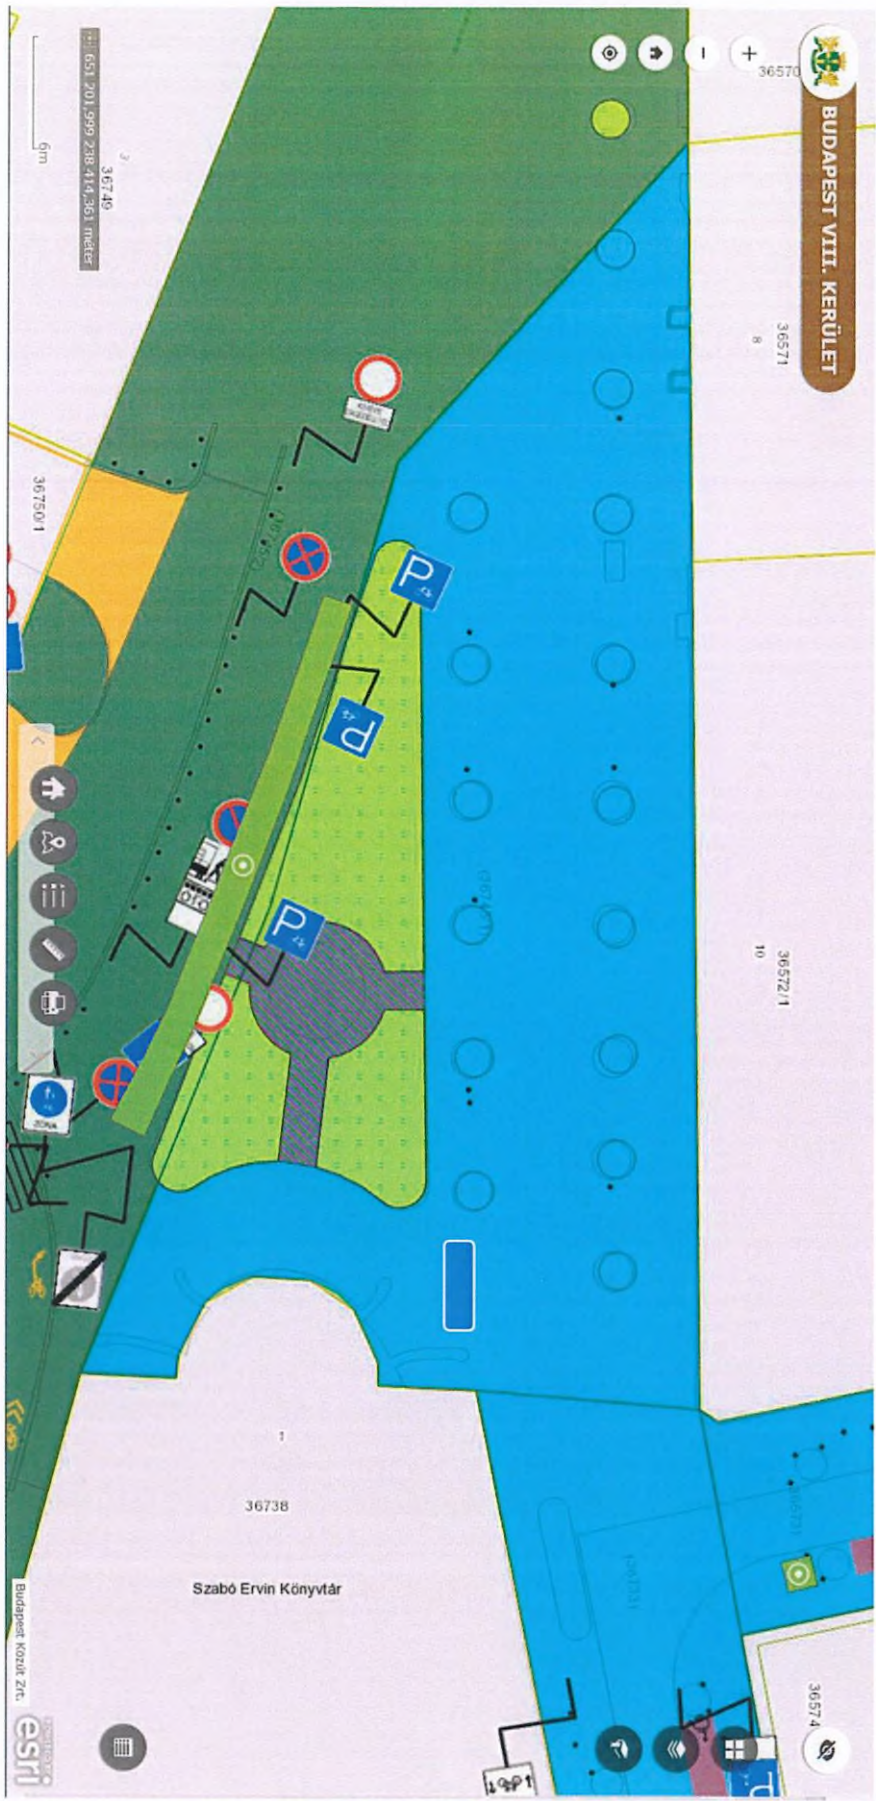 BUDAPEST VIII. KERÜLET
36570
36571
8
36572/1
10
36574
36749
3
651 201,999 238 414,361 méter
6m
36750/1
P
P
P
ZÓNA
36738
1
Szabó Ervin Könyvtár
Budapest Közút Zrt.
esri